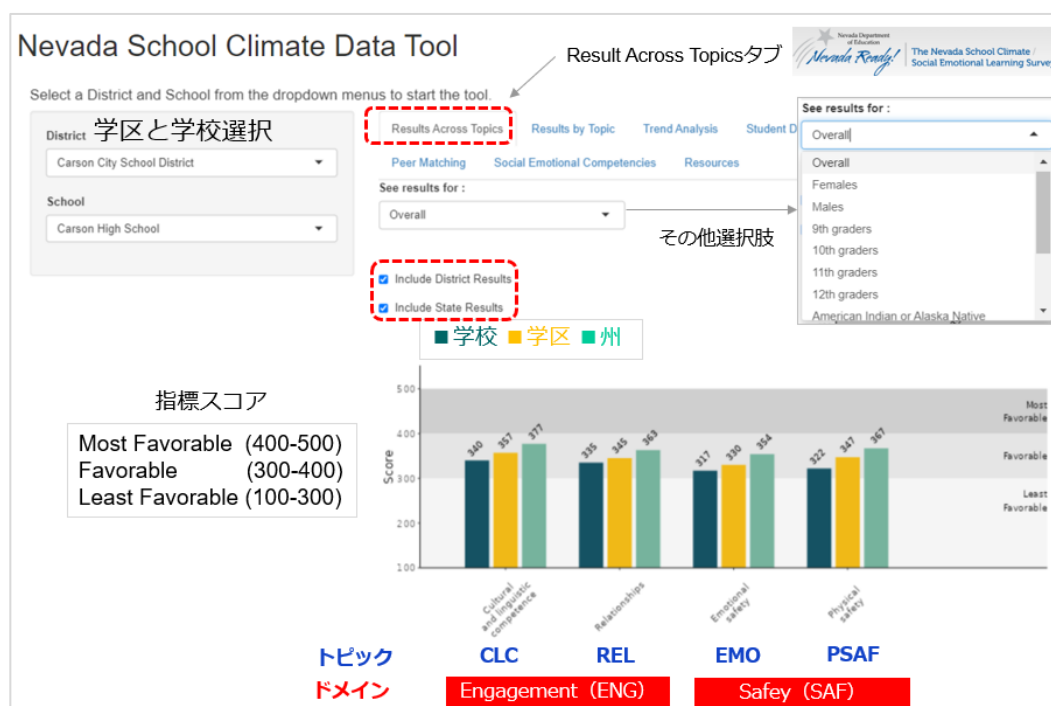 Nevada School Climate Data Tool
Result Across Topicsタブ
Nevada Department
of Education
Nevada Ready!
The Nevada School Climate /
Social Emotional Learning Survey
Select a District and School from the dropdown menus to start the tool.
District 学区と学校選択
Carson City School District
School
Carson High School
Results Across Topics
Results by Topic
Trend Analysis
Student D
Peer Matching
Social Emotional Competencies
Resources
See results for :
Overall
その他選択肢
Include District Results
Include State Results
See results for :
Overall
Overall
Females
Males
9th graders
10th graders
11th graders
12th graders
American Indian or Alaska Native
■学校 ■学区 ■州
指標スコア
Most Favorable (400-500)
Favorable (300-400)
Least Favorable (100-300)
Score
500
400
300
200
100
340 357 377
335 345 363
317 330 354
322 347 367
Most
Favorable
Favorable
Least
Favorable
Cultural
and linguistic
competence
Relationships
Emotional
safety
Physical
safety
トピック CLC REL EMO PSAF
ドメイン Engagement（ENG） Safey（SAF）